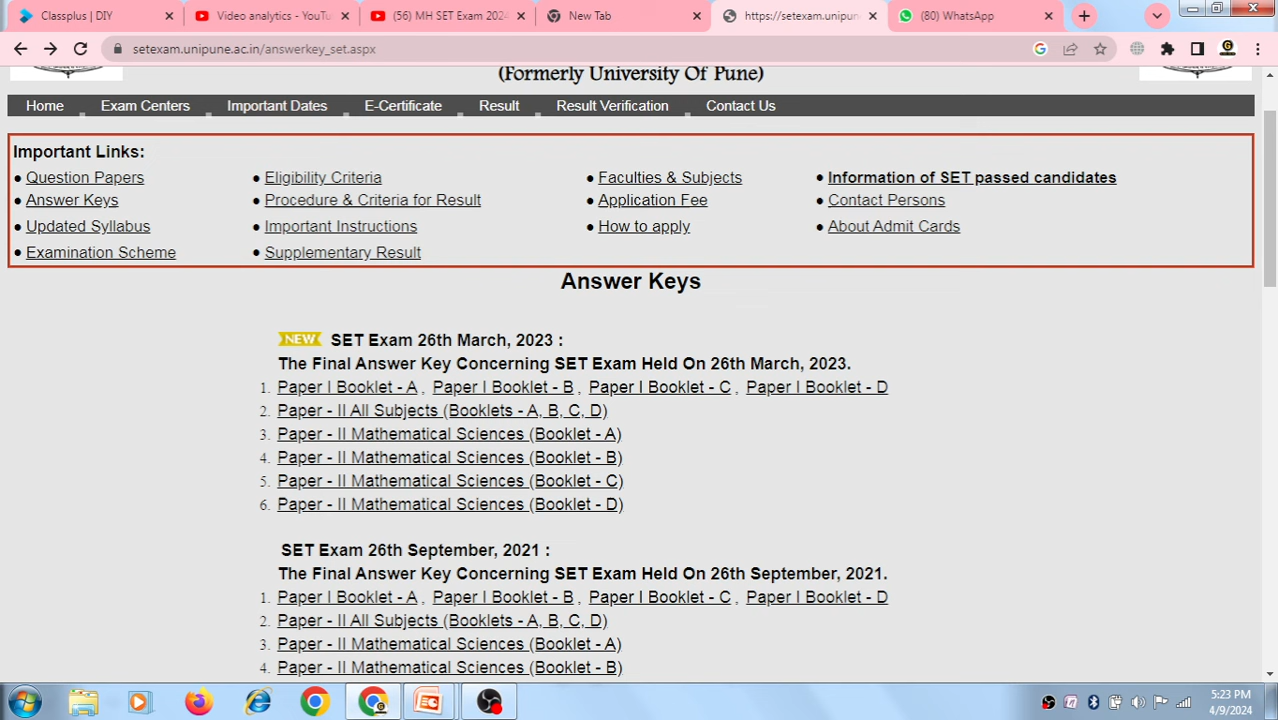 Classplus | DIY
Video analytics - YouTu
(56) MH SET Exam 2024
New Tab
https://setexam.unipune
(80) WhatsApp
setexam.unipune.ac.in/answerkey_set.aspx
(Formerly University Of Pune)
Home Exam Centers Important Dates E-Certificate Result Result Verification Contact Us
Important Links:
• Question Papers • Eligibility Criteria • Faculties & Subjects • Information of SET passed candidates
• Answer Keys • Procedure & Criteria for Result • Application Fee • Contact Persons
• Updated Syllabus • Important Instructions • How to apply • About Admit Cards
• Examination Scheme • Supplementary Result
Answer Keys
NEW SET Exam 26th March, 2023 :
The Final Answer Key Concerning SET Exam Held On 26th March, 2023.
1. Paper I Booklet - A , Paper I Booklet - B , Paper I Booklet - C , Paper I Booklet - D
2. Paper - II All Subjects (Booklets - A, B, C, D)
3. Paper - II Mathematical Sciences (Booklet - A)
4. Paper - II Mathematical Sciences (Booklet - B)
5. Paper - II Mathematical Sciences (Booklet - C)
6. Paper - II Mathematical Sciences (Booklet - D)
SET Exam 26th September, 2021 :
The Final Answer Key Concerning SET Exam Held On 26th September, 2021.
1. Paper I Booklet - A , Paper I Booklet - B , Paper I Booklet - C , Paper I Booklet - D
2. Paper - II All Subjects (Booklets - A, B, C, D)
3. Paper - II Mathematical Sciences (Booklet - A)
4. Paper - II Mathematical Sciences (Booklet - B)
5:23 PM
4/9/2024